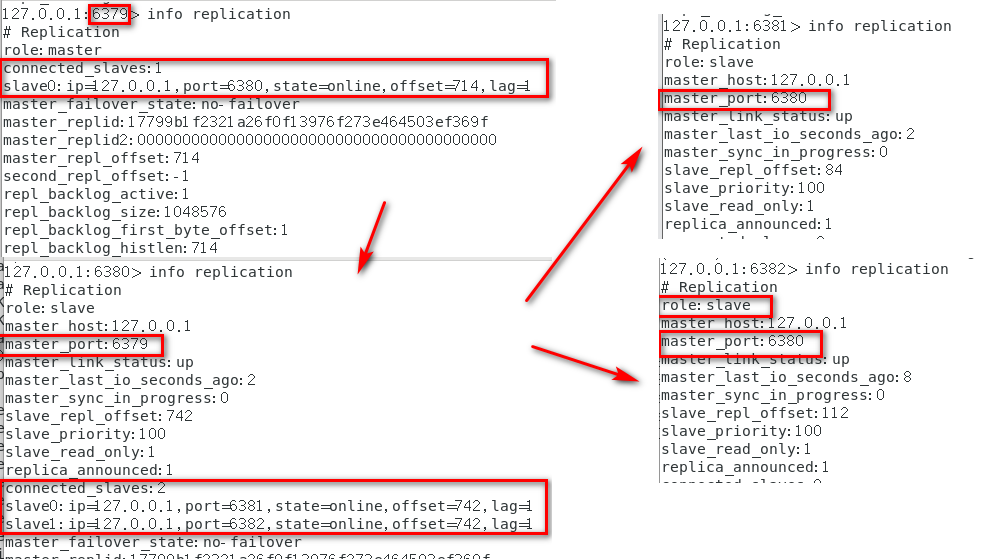 127.0.0.1:6379> info replication
# Replication
role:master
connected_slaves:1
slave0:ip=127.0.0.1,port=6380,state=online,offset=714,lag=1
master_failover_state:no-failover
master_replid:17799b1f2321a26f0f13976f273e464503ef369f
master_replid2:0000000000000000000000000000000000000000
master_repl_offset:714
second_repl_offset:-1
repl_backlog_active:1
repl_backlog_size:1048576
repl_backlog_first_byte_offset:1
repl_backlog_histlen:714
127.0.0.1:6380> info replication
# Replication
role:slave
master_host:127.0.0.1
master_port:6379
master_link_status:up
master_last_io_seconds_ago:2
master_sync_in_progress:0
slave_repl_offset:742
slave_priority:100
slave_read_only:1
replica_announced:1
connected_slaves:2
slave0:ip=127.0.0.1,port=6381,state=online,offset=742,lag=1
slave1:ip=127.0.0.1,port=6382,state=online,offset=742,lag=1
master_failover_state:no-failover
master_replid:17799b1f2321a26f0f13976f273e464503ef369f
127.0.0.1:6381> info replication
# Replication
role:slave
master_host:127.0.0.1
master_port:6380
master_link_status:up
master_last_io_seconds_ago:2
master_sync_in_progress:0
slave_repl_offset:84
slave_priority:100
slave_read_only:1
replica_announced:1
127.0.0.1:6382> info replication
# Replication
role:slave
master_host:127.0.0.1
master_port:6380
master_link_status:up
master_last_io_seconds_ago:8
master_sync_in_progress:0
slave_repl_offset:112
slave_priority:100
slave_read_only:1
replica_announced:1
connected_slaves:0